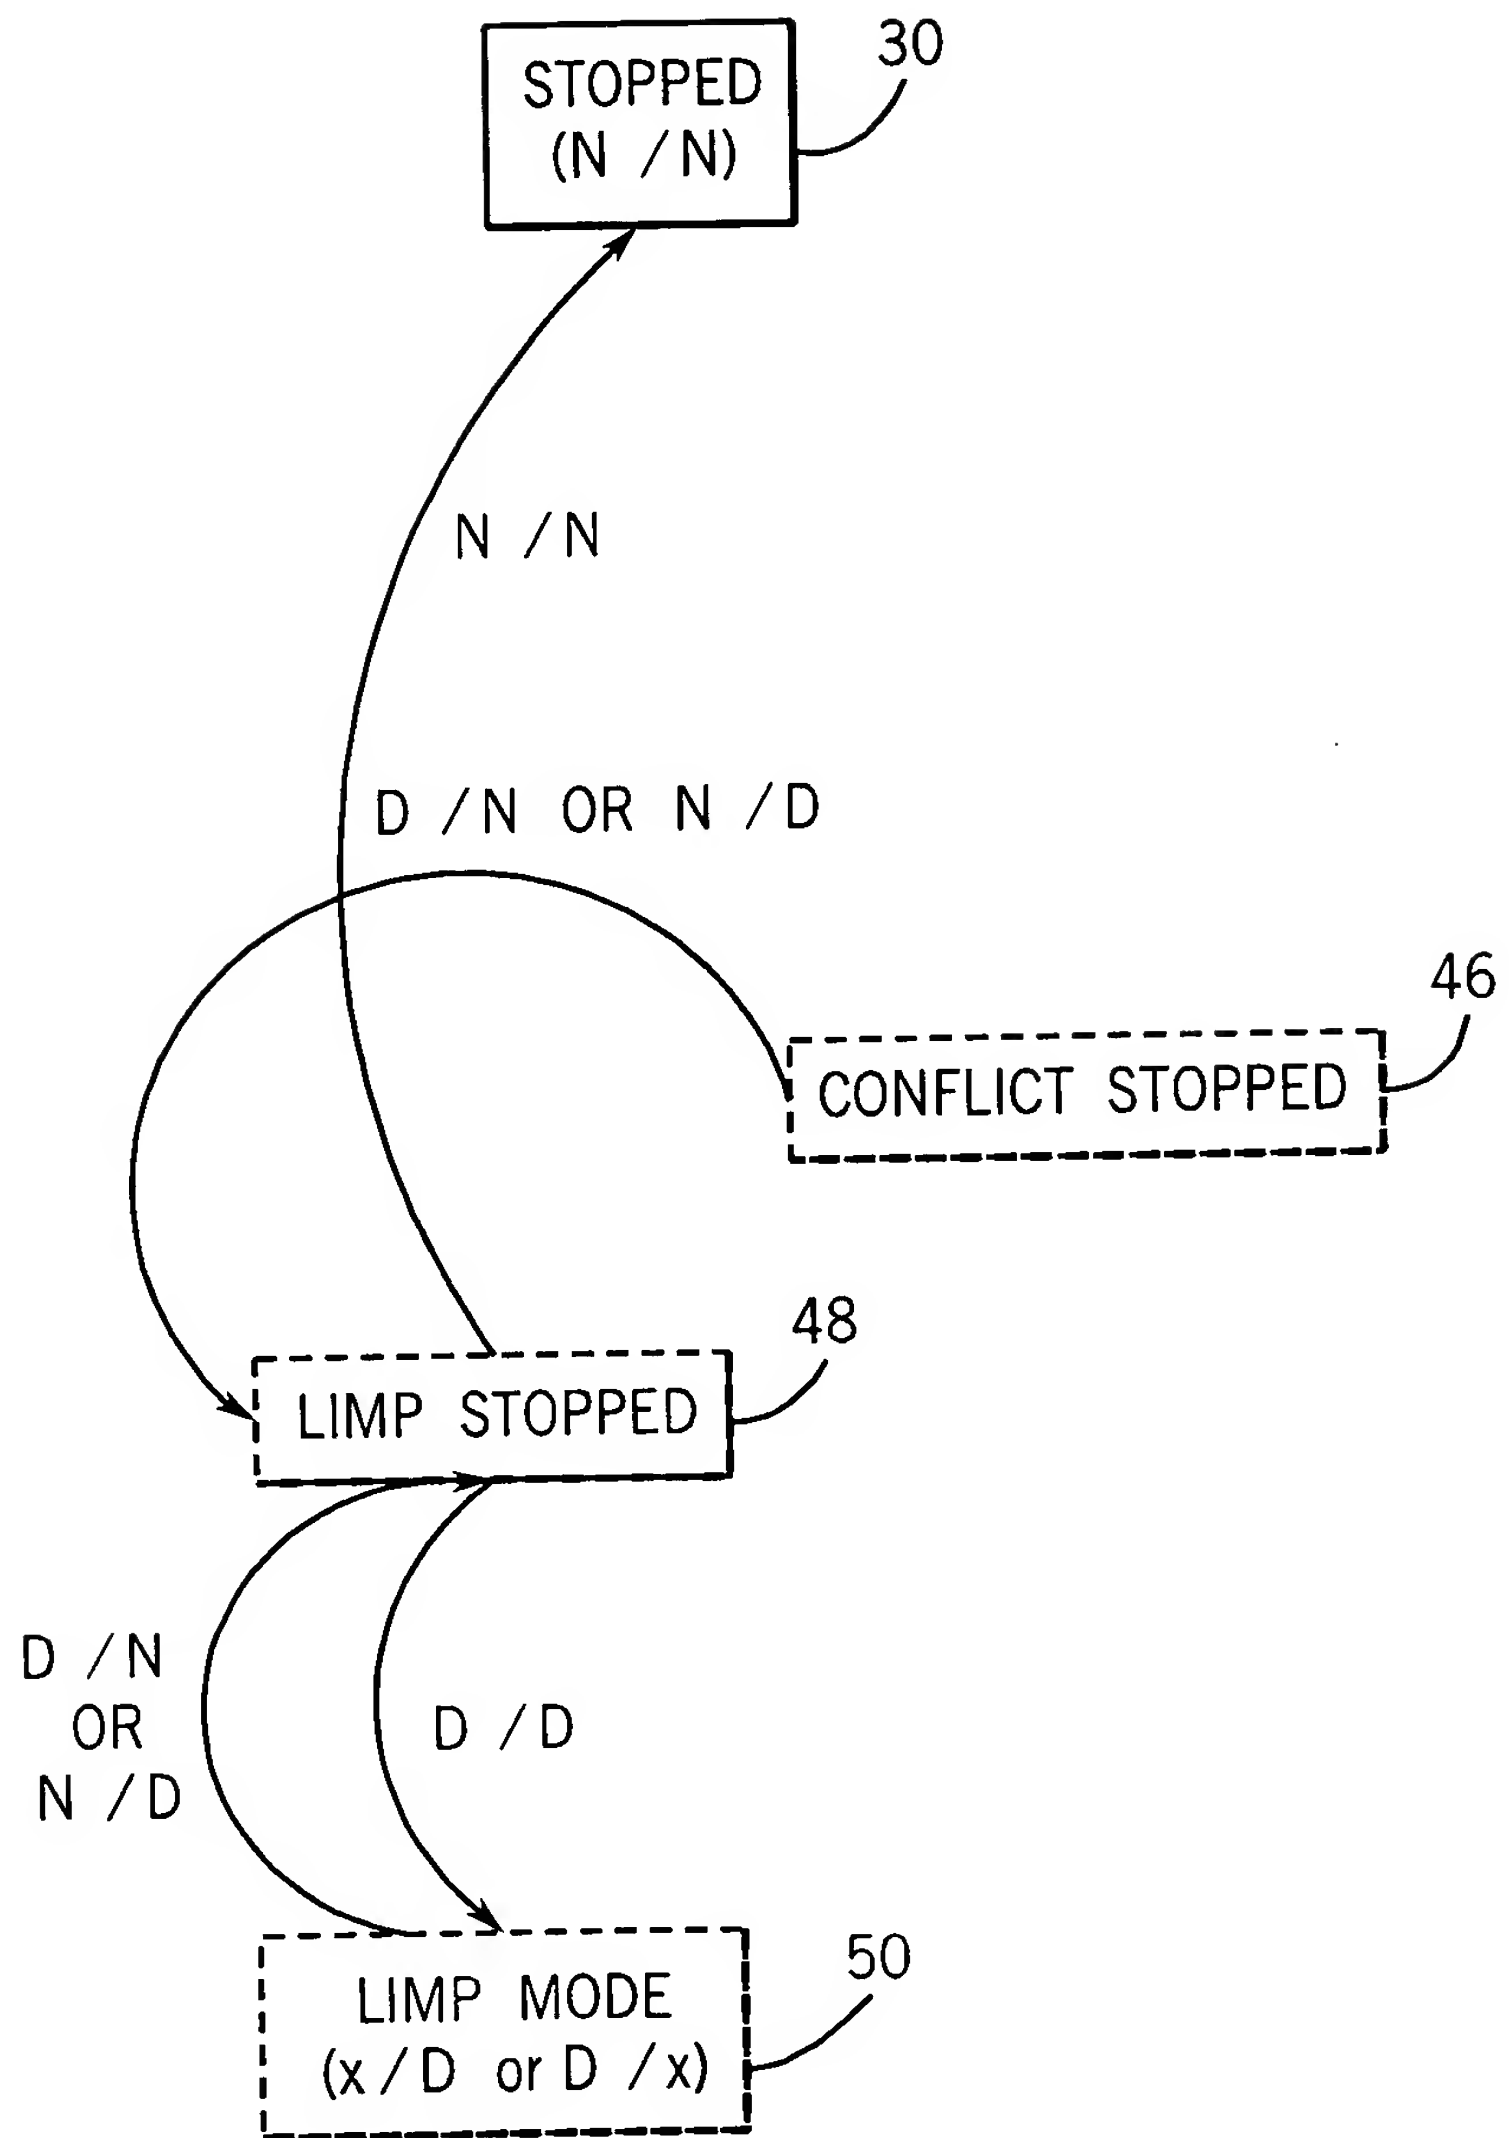 30
STOPPED
(N /N)
N /N
D /N OR N /D
46
CONFLICT STOPPED
48
LIMP STOPPED
D /N
OR
N /D
D /D
50
LIMP MODE
(x /D or D /x)